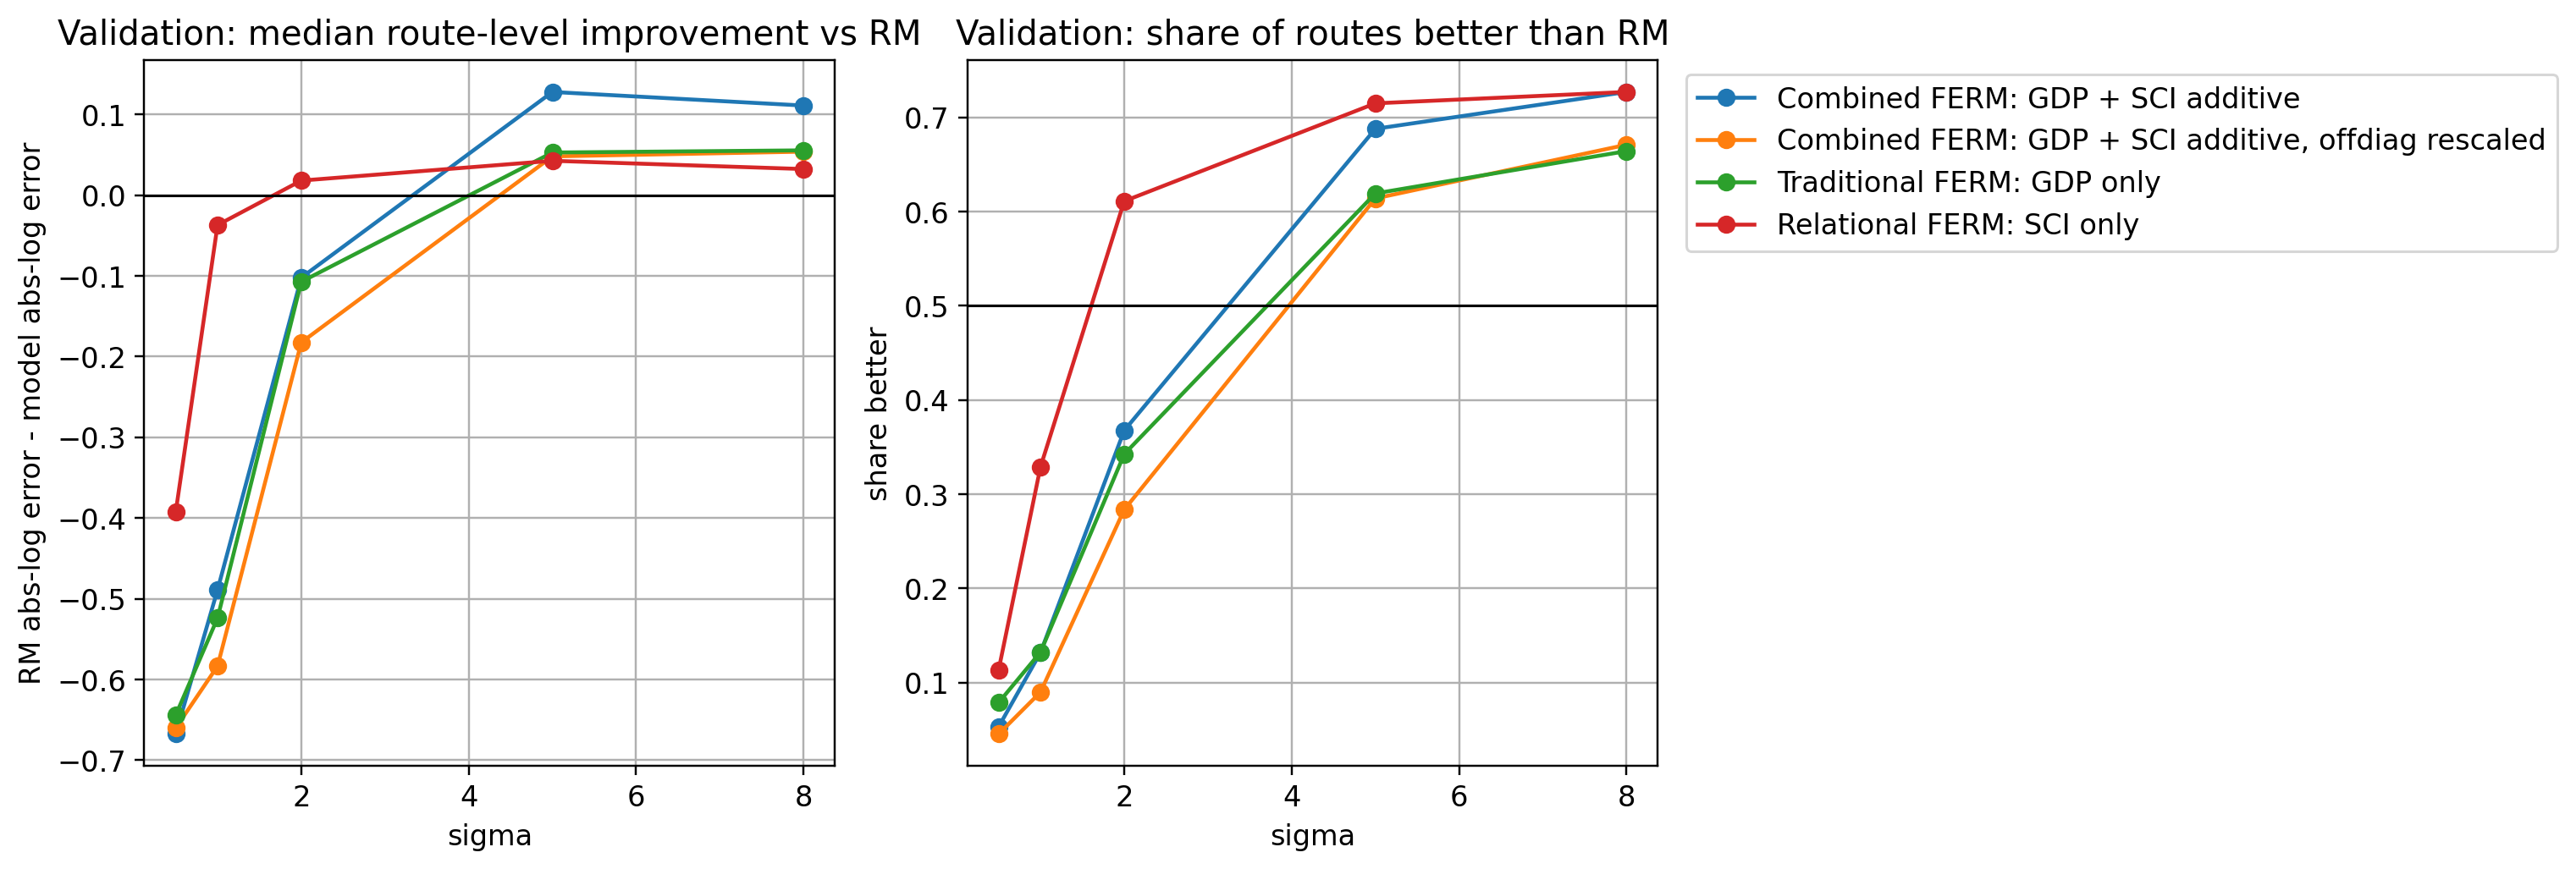 Validation: median route-level improvement vs RM
RM abs-log error - model abs-log error
0.1
0.0
−0.1
−0.2
−0.3
−0.4
−0.5
−0.6
−0.7
2
4
6
8
sigma
Validation: share of routes better than RM
share better
0.7
0.6
0.5
0.4
0.3
0.2
0.1
2
4
6
8
sigma
Combined FERM: GDP + SCI additive
Combined FERM: GDP + SCI additive, offdiag rescaled
Traditional FERM: GDP only
Relational FERM: SCI only